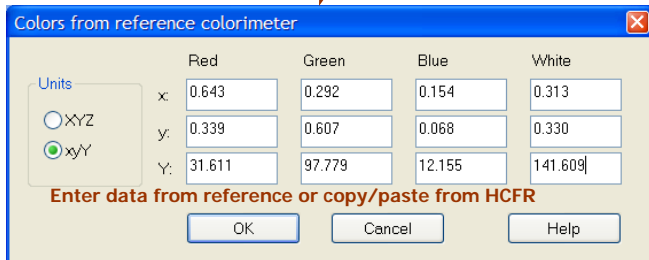 Colors from reference colorimeter
Red Green Blue White
Units
x: 0.643 0.292 0.154 0.313
XYZ
y: 0.339 0.607 0.068 0.330
xyY
Y: 31.611 97.779 12.155 141.609
Enter data from reference or copy/paste from HCFR
OK Cancel Help